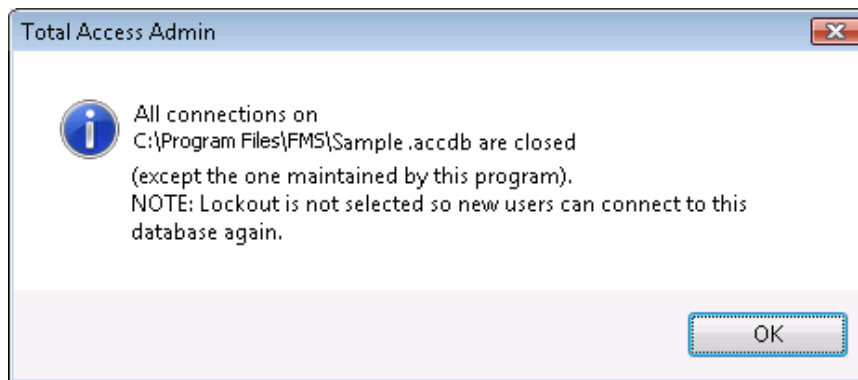 Total Access Admin
All connections on
C:\Program Files\FMS\Sample .accdb are closed
(except the one maintained by this program).
NOTE: Lockout is not selected so new users can connect to this
database again.
OK